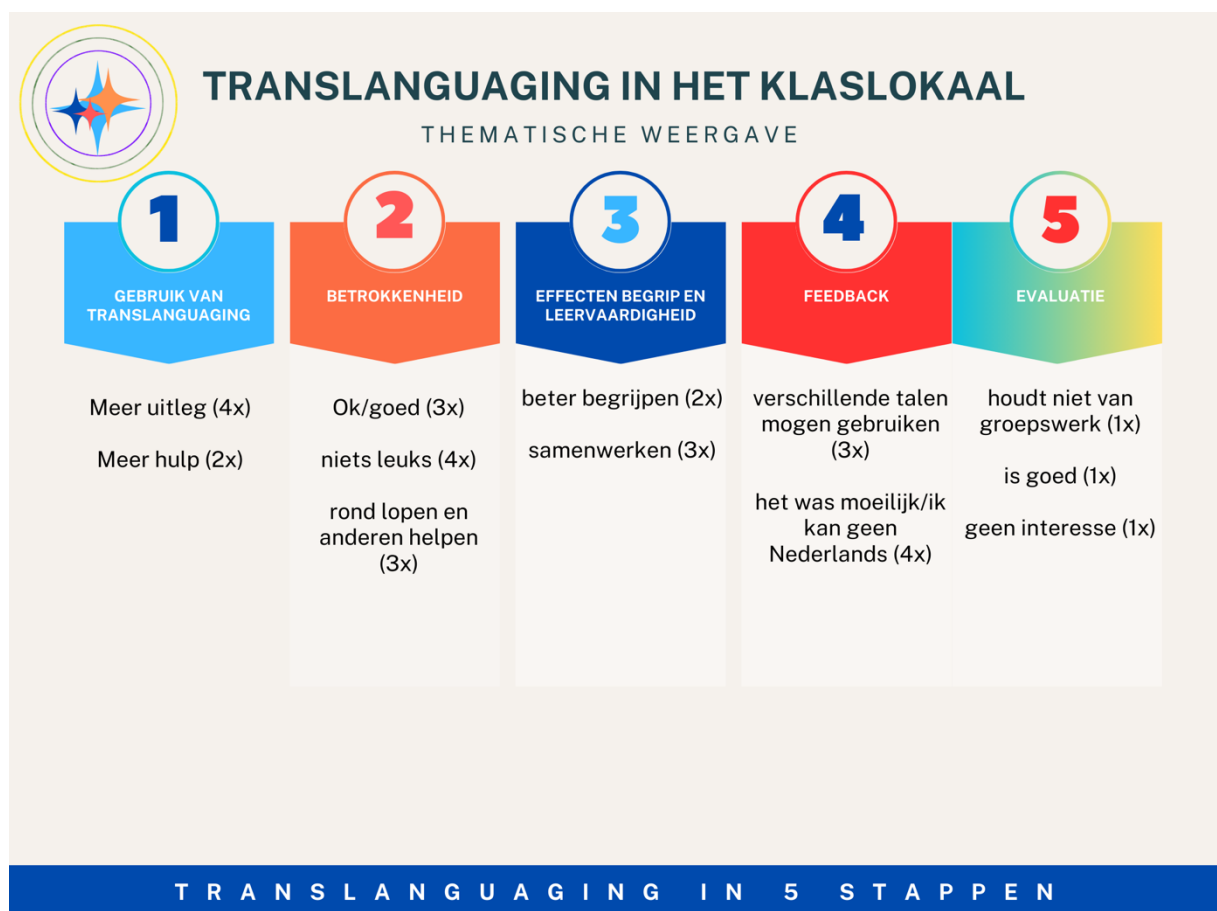 TRANSLANGUAGING IN HET KLASLOKAAL
THEMATISCHE WEERGAVE
1
GEBRUIK VAN
TRANSLANGUAGING
Meer uitleg (4x)
Meer hulp (2x)
2
BETROKKENHEID
Ok/goed (3x)
niets leuks (4x)
rond lopen en
anderen helpen
(3x)
3
EFFECTEN BEGRIP EN
LEERVAARDIGHEID
beter begrijpen (2x)
samenwerken (3x)
4
FEEDBACK
verschillende talen
mogen gebruiken
(3x)
het was moeilijk/ik
kan geen
Nederlands (4x)
5
EVALUATIE
houdt niet van
groepswerk (1x)
is goed (1x)
geen interesse (1x)
TRANSLANGUAGING IN 5 STAPPEN